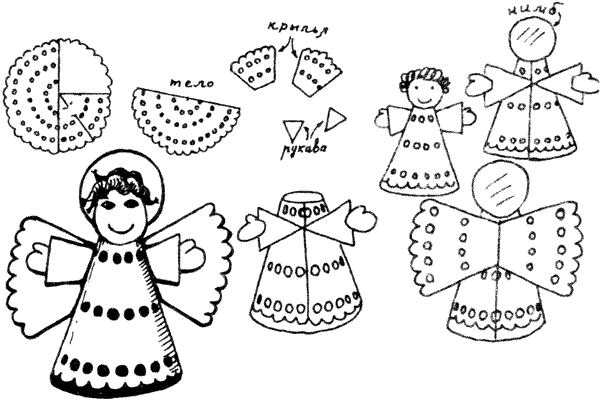 крылья
нимб
тело
рукава